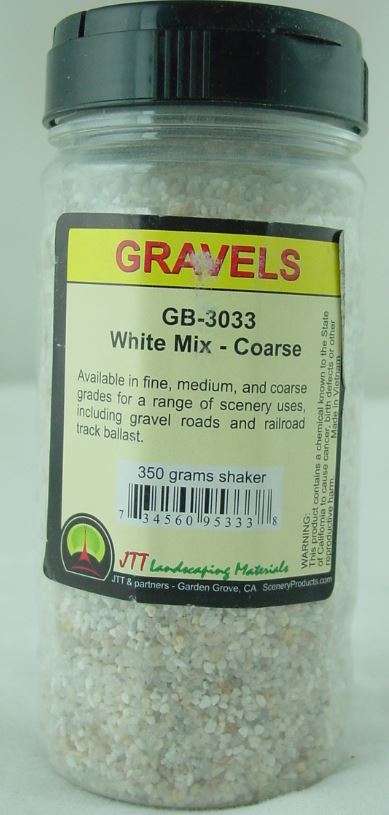 GRAVELS
GB-3033
White Mix - Coarse
Available in fine, medium, and coarse
grades for a range of scenery uses,
including gravel roads and railroad
track ballast.
350 grams shaker
7 34560 95333 8
JTT Landscaping Materials
JTT & partners - Garden Grove, CA SceneryProducts.com
WARNING:
This product contains a chemical known to the State
of California to cause cancer, birth defects or other
reproductive harm. Made in Vietnam